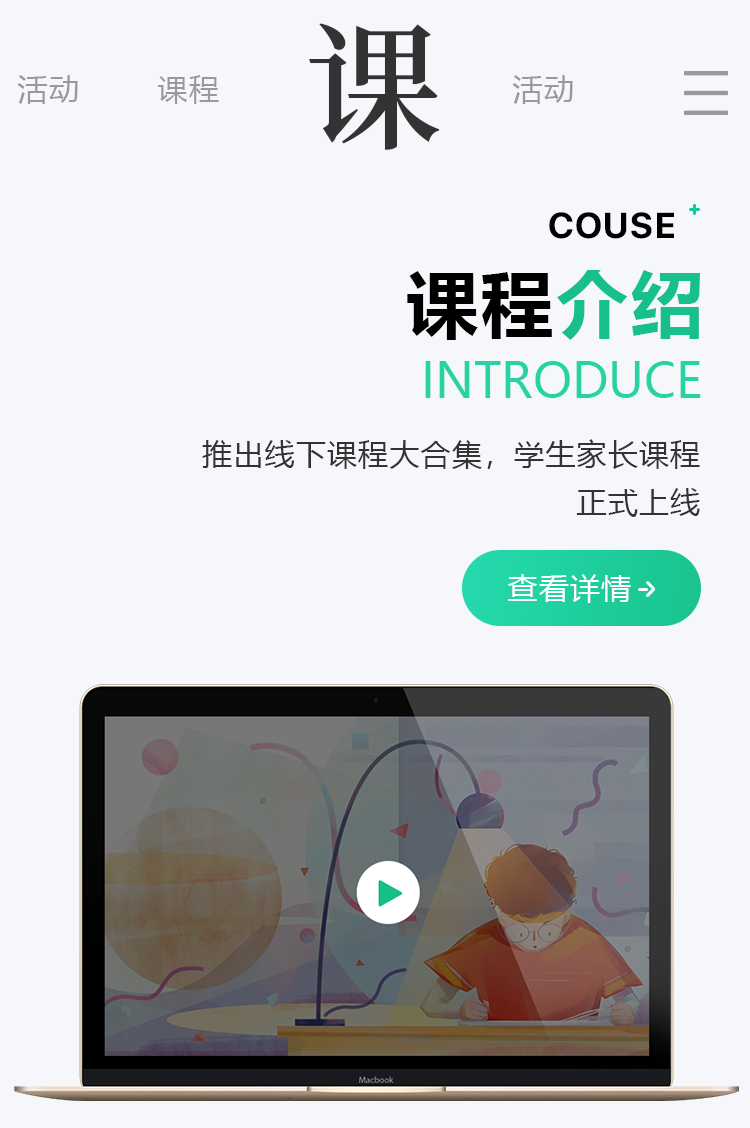 活动 课程 课 活动
COUSE +
课程介绍
INTRODUCE
推出线下课程大合集，学生家长课程
正式上线
查看详情→
Macbook